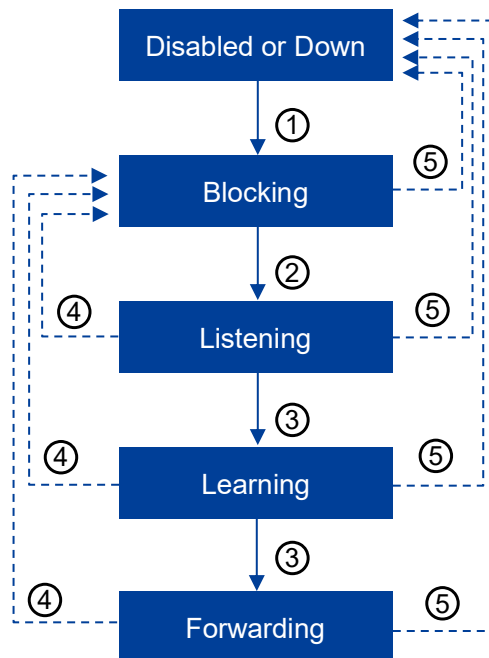 Disabled or Down
①
Blocking
⑤
②
④
Listening
⑤
③
④
Learning
⑤
③
④
Forwarding
⑤